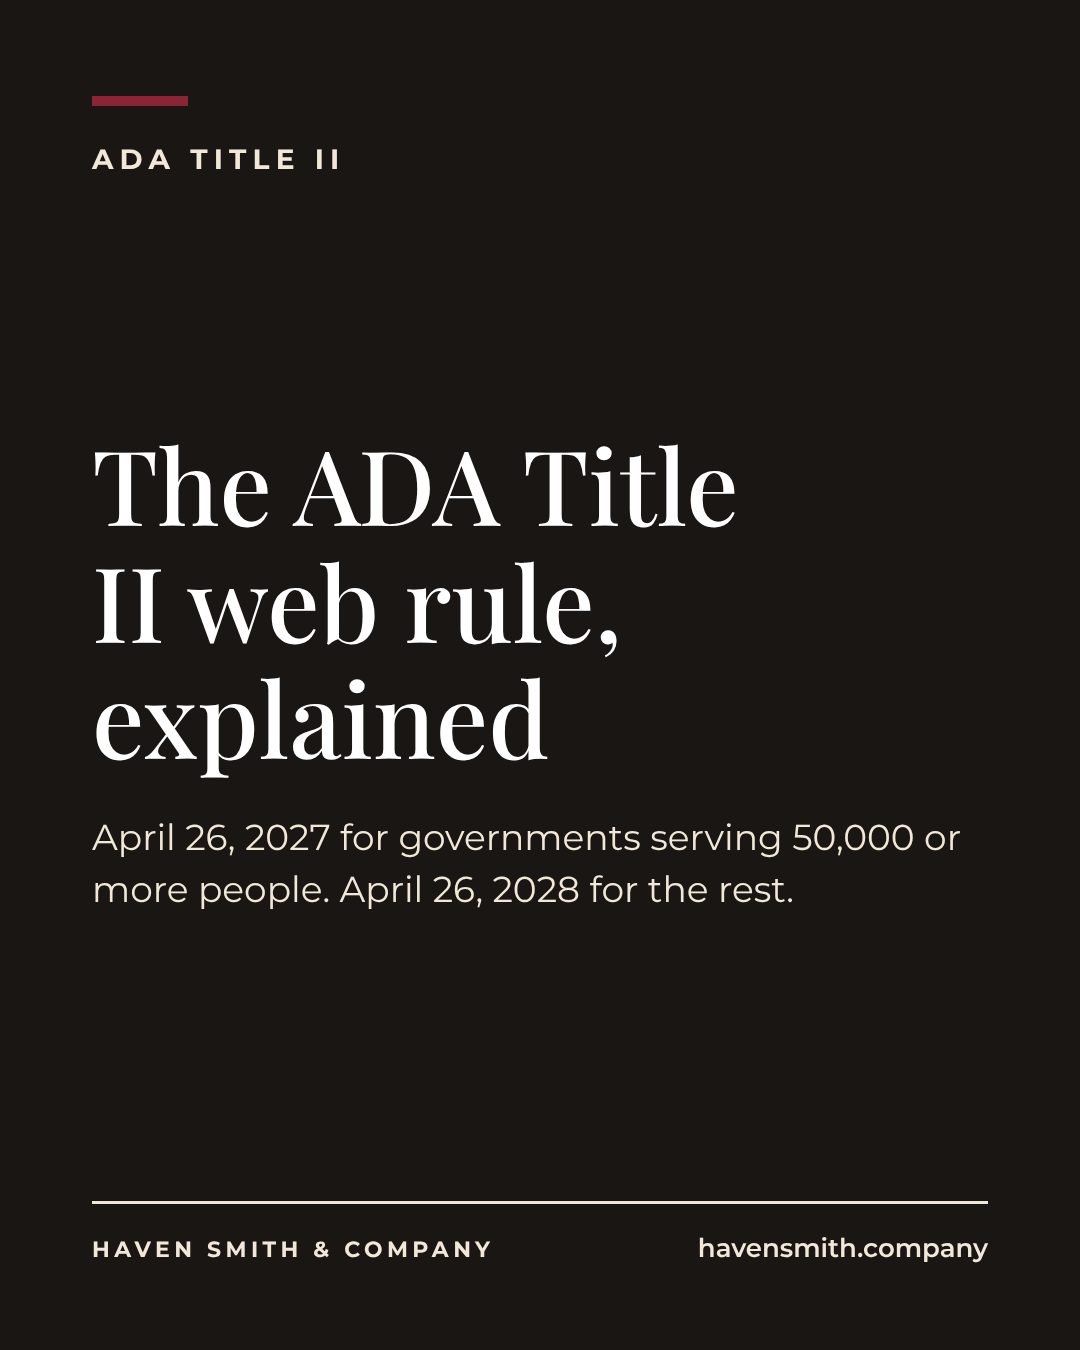 ADA TITLE II
The ADA Title
II web rule,
explained
April 26, 2027 for governments serving 50,000 or
more people. April 26, 2028 for the rest.
HAVEN SMITH & COMPANY
havensmith.company